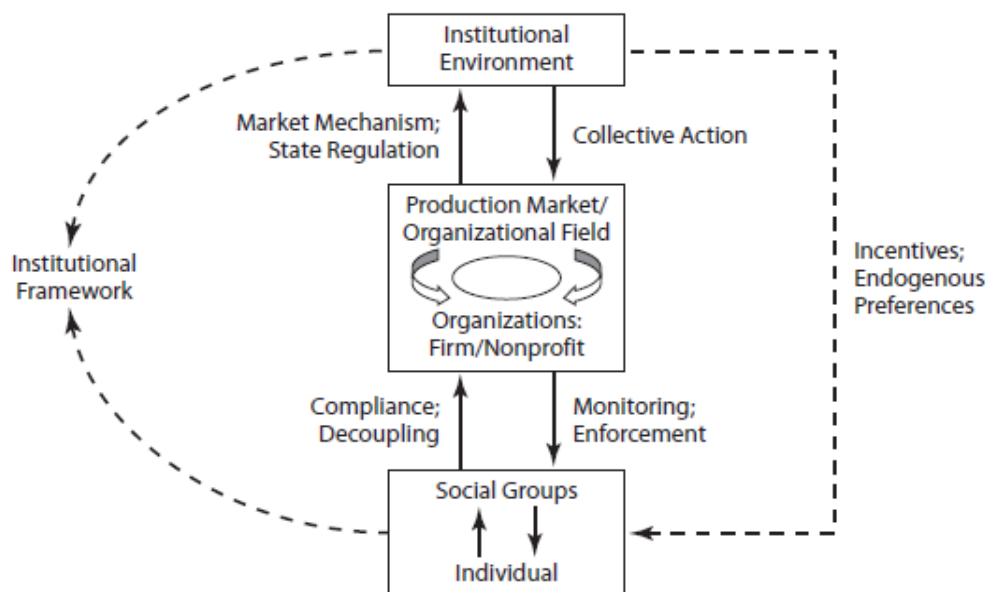 Institutional
Environment
Market Mechanism;
State Regulation
Collective Action
Production Market/
Organizational Field
Institutional
Framework
Incentives;
Endogenous
Preferences
Organizations:
Firm/Nonprofit
Compliance;
Decoupling
Monitoring;
Enforcement
Social Groups
Individual